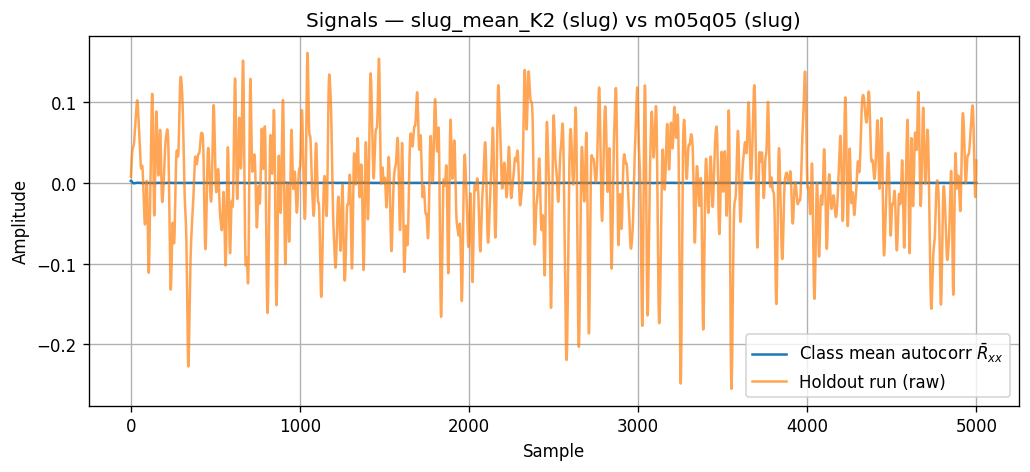 Signals — slug_mean_K2 (slug) vs m05q05 (slug)
Amplitude
0.1
0.0
−0.1
−0.2
Class mean autocorr R̄xx
Holdout run (raw)
0 1000 2000 3000 4000 5000
Sample